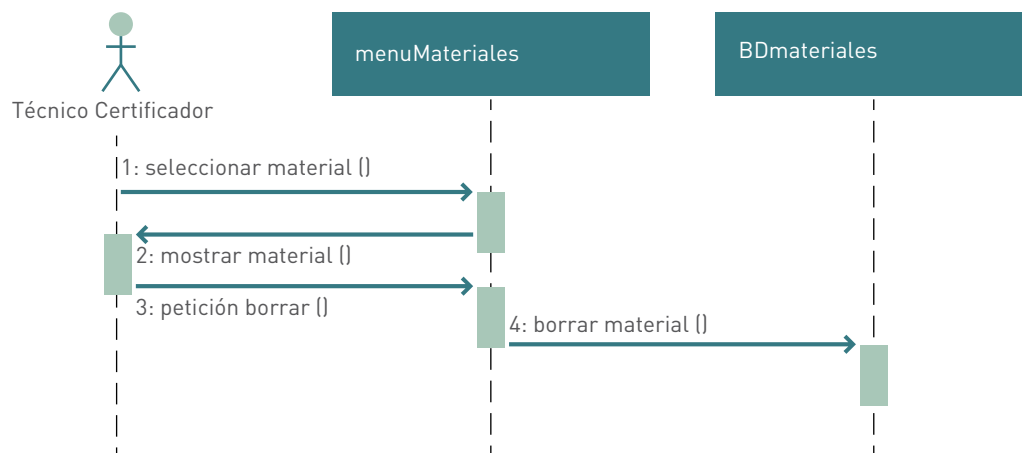 menuMateriales
BDmateriales
Técnico Certificador
1: seleccionar material ()
2: mostrar material ()
3: petición borrar ()
4: borrar material ()